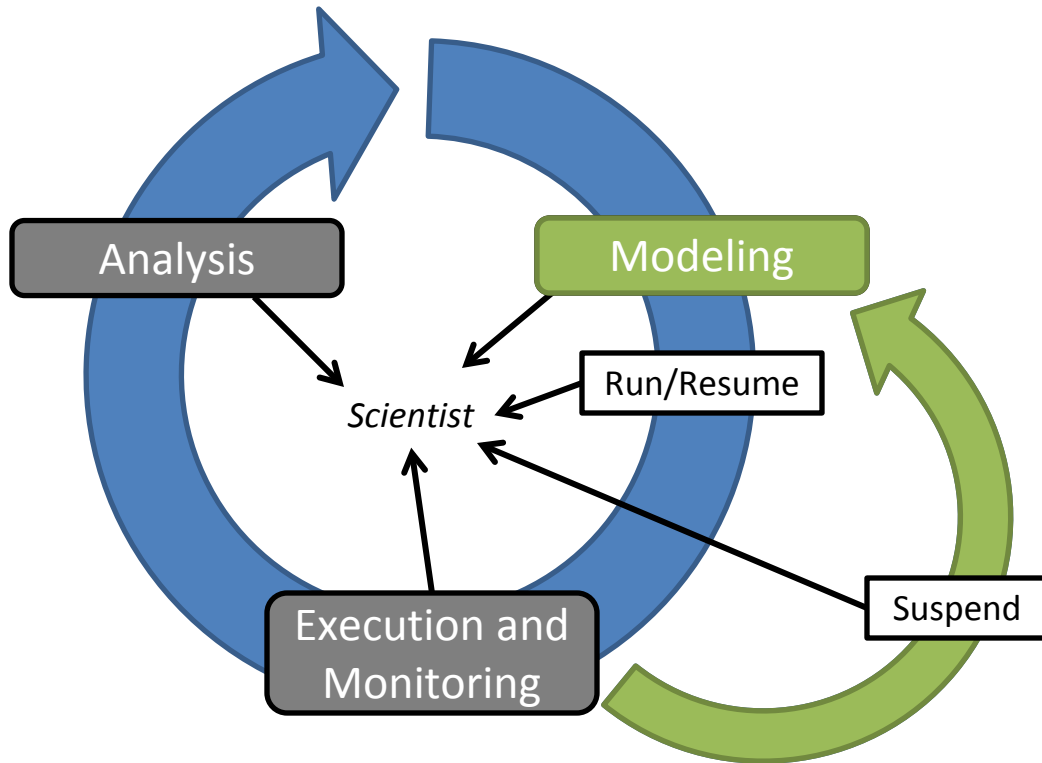 Analysis
Modeling
Run/Resume
Scientist
Suspend
Execution and
Monitoring